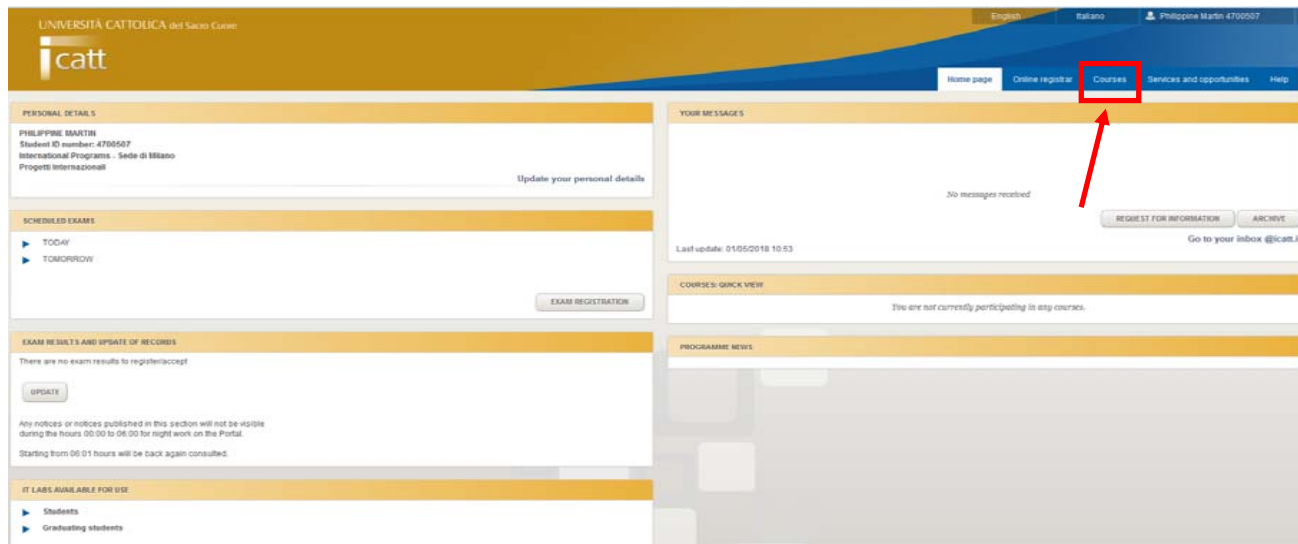 UNIVERSITÀ CATTOLICA del Sacro Cuore
icatt
English Italiano Philippine Martin 4700507
Home page Online registrar Courses Services and opportunities Help
PERSONAL DETAILS
PHILIPPINE MARTIN
Student ID number: 4700507
International Programs - Sede di Milano
Progetti Internazionali
Update your personal details
SCHEDULED EXAMS
TODAY
TOMORROW
EXAM REGISTRATION
EXAM RESULTS AND UPDATE OF RECORDS
There are no exam results to register/accept
UPDATE
Any notices or notices published in this section will not be visible
during the hours 00:00 to 06:00 for night work on the Portal.
Starting from 06:01 hours will be back again consulted.
IT LABS AVAILABLE FOR USE
Students
Graduating students
YOUR MESSAGES
No messages received
REQUEST FOR INFORMATION ARCHIVE
Go to your inbox @icatt.i
Last update: 01/05/2018 10:53
COURSES: QUICK VIEW
You are not currently participating in any courses.
PROGRAMME NEWS